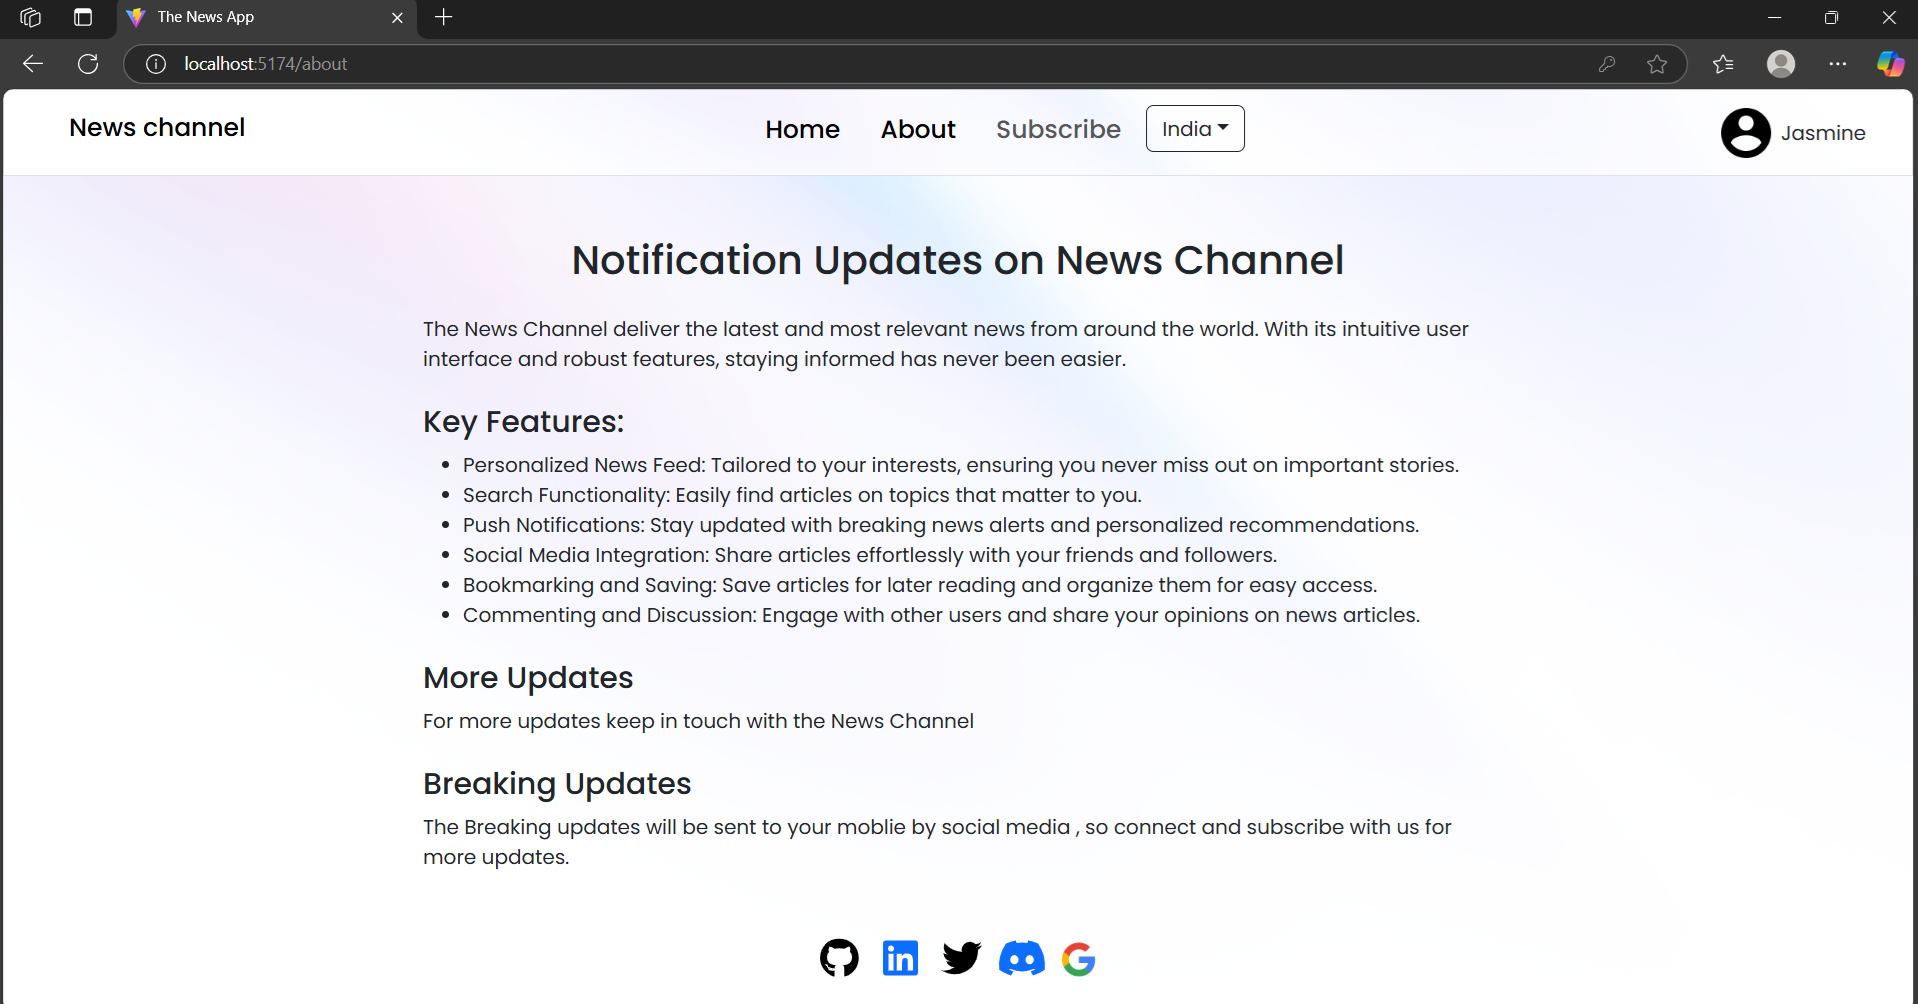 The News App
localhost:5174/about
News channel
Home
About
Subscribe
India
Jasmine
Notification Updates on News Channel
The News Channel deliver the latest and most relevant news from around the world. With its intuitive user
interface and robust features, staying informed has never been easier.
Key Features:
• Personalized News Feed: Tailored to your interests, ensuring you never miss out on important stories.
• Search Functionality: Easily find articles on topics that matter to you.
• Push Notifications: Stay updated with breaking news alerts and personalized recommendations.
• Social Media Integration: Share articles effortlessly with your friends and followers.
• Bookmarking and Saving: Save articles for later reading and organize them for easy access.
• Commenting and Discussion: Engage with other users and share your opinions on news articles.
More Updates
For more updates keep in touch with the News Channel
Breaking Updates
The Breaking updates will be sent to your moblie by social media , so connect and subscribe with us for
more updates.
in